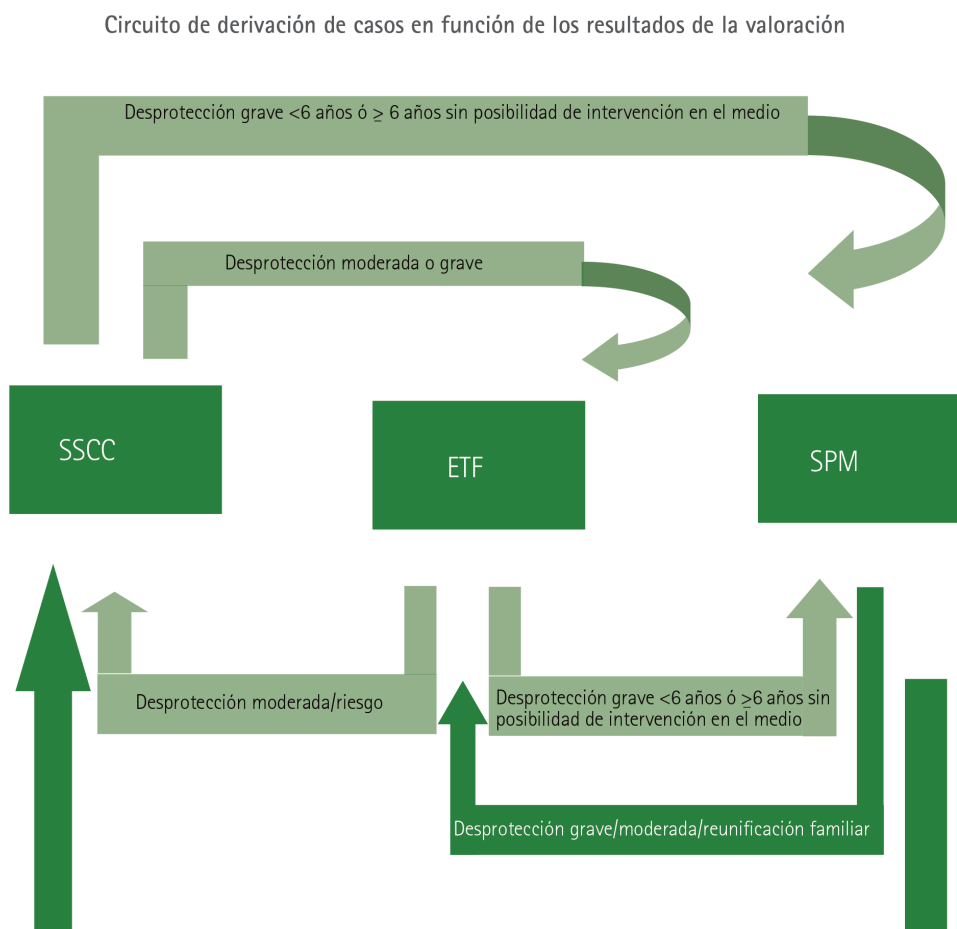 Circuito de derivación de casos en función de los resultados de la valoración
Desprotección grave <6 años ó ≥ 6 años sin posibilidad de intervención en el medio
Desprotección moderada o grave
SSCC
ETF
SPM
Desprotección moderada/riesgo
Desprotección grave <6 años ó ≥6 años sin
posibilidad de intervención en el medio
Desprotección grave/moderada/reunificación familiar